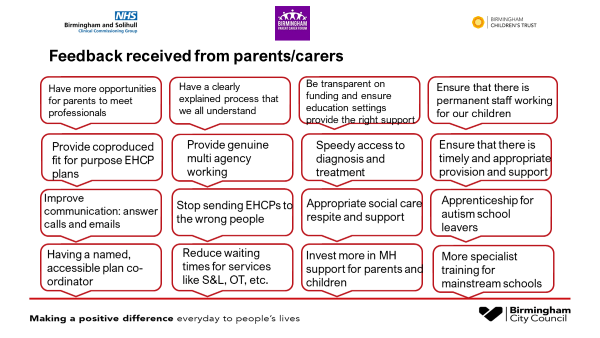 NHS
Birmingham and Solihull
Clinical Commissioning Group
BIRMINGHAM
PARENT CARER FORUM
BIRMINGHAM
CHILDREN'S TRUST
Feedback received from parents/carers
Have more opportunities
for parents to meet
professionals
Have a clearly
explained process that
we all understand
Be transparent on
funding and ensure
education settings
provide the right support
Ensure that there is
permanent staff working
for our children
Provide coproduced
fit for purpose EHCP
plans
Provide genuine
multi agency
working
Speedy access to
diagnosis and
treatment
Ensure that there is
timely and appropriate
provision and support
Improve
communication: answer
calls and emails
Stop sending EHCPs to
the wrong people
Appropriate social care
respite and support
Apprenticeship for
autism school
leavers
Having a named,
accessible plan co-
ordinator
Reduce waiting
times for services
like S&L, OT, etc.
Invest more in MH
support for parents and
children
More specialist
training for
mainstream schools
Making a positive difference everyday to people's lives
Birmingham
City Council